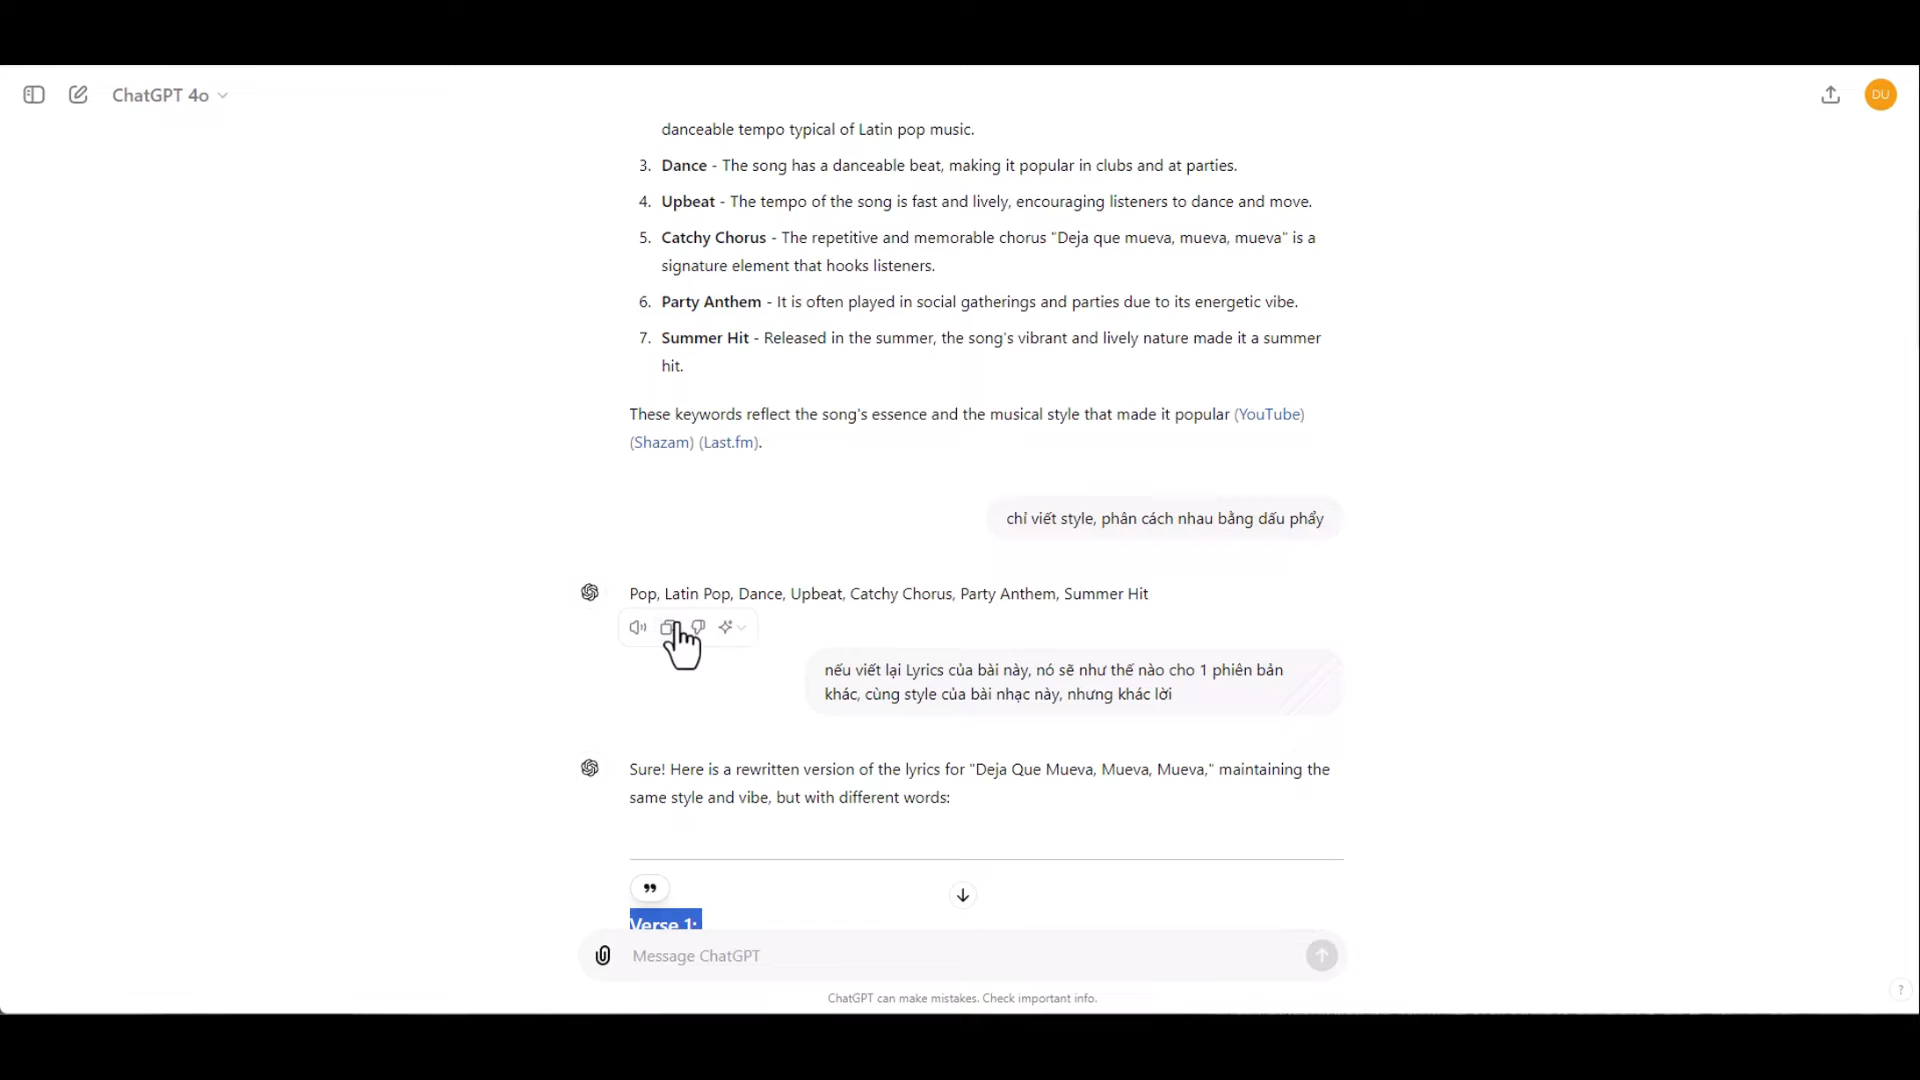 ChatGPT 4o
DU
danceable tempo typical of Latin pop music.
3. Dance - The song has a danceable beat, making it popular in clubs and at parties.
4. Upbeat - The tempo of the song is fast and lively, encouraging listeners to dance and move.
5. Catchy Chorus - The repetitive and memorable chorus "Deja que mueva, mueva, mueva" is a
signature element that hooks listeners.
6. Party Anthem - It is often played in social gatherings and parties due to its energetic vibe.
7. Summer Hit - Released in the summer, the song's vibrant and lively nature made it a summer
hit.
These keywords reflect the song's essence and the musical style that made it popular (YouTube)
(Shazam) (Last.fm).
chỉ viết style, phân cách nhau bằng dấu phẩy
Pop, Latin Pop, Dance, Upbeat, Catchy Chorus, Party Anthem, Summer Hit
nếu viết lại Lyrics của bài này, nó sẽ như thế nào cho 1 phiên bản
khác, cùng style của bài nhạc này, nhưng khác lời
Sure! Here is a rewritten version of the lyrics for "Deja Que Mueva, Mueva, Mueva," maintaining the
same style and vibe, but with different words:
Verse 1:
Message ChatGPT
ChatGPT can make mistakes. Check important info.
?